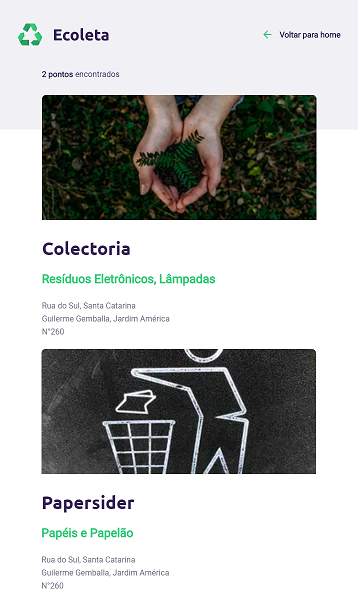 Ecoleta
Voltar para home
2 pontos encontrados
Colectoria
Resíduos Eletrônicos, Lâmpadas
Rua do Sul, Santa Catarina
Guilerme Gemballa, Jardim América
N°260
Papersider
Papéis e Papelão
Rua do Sul, Santa Catarina
Guilerme Gemballa, Jardim América
N°260